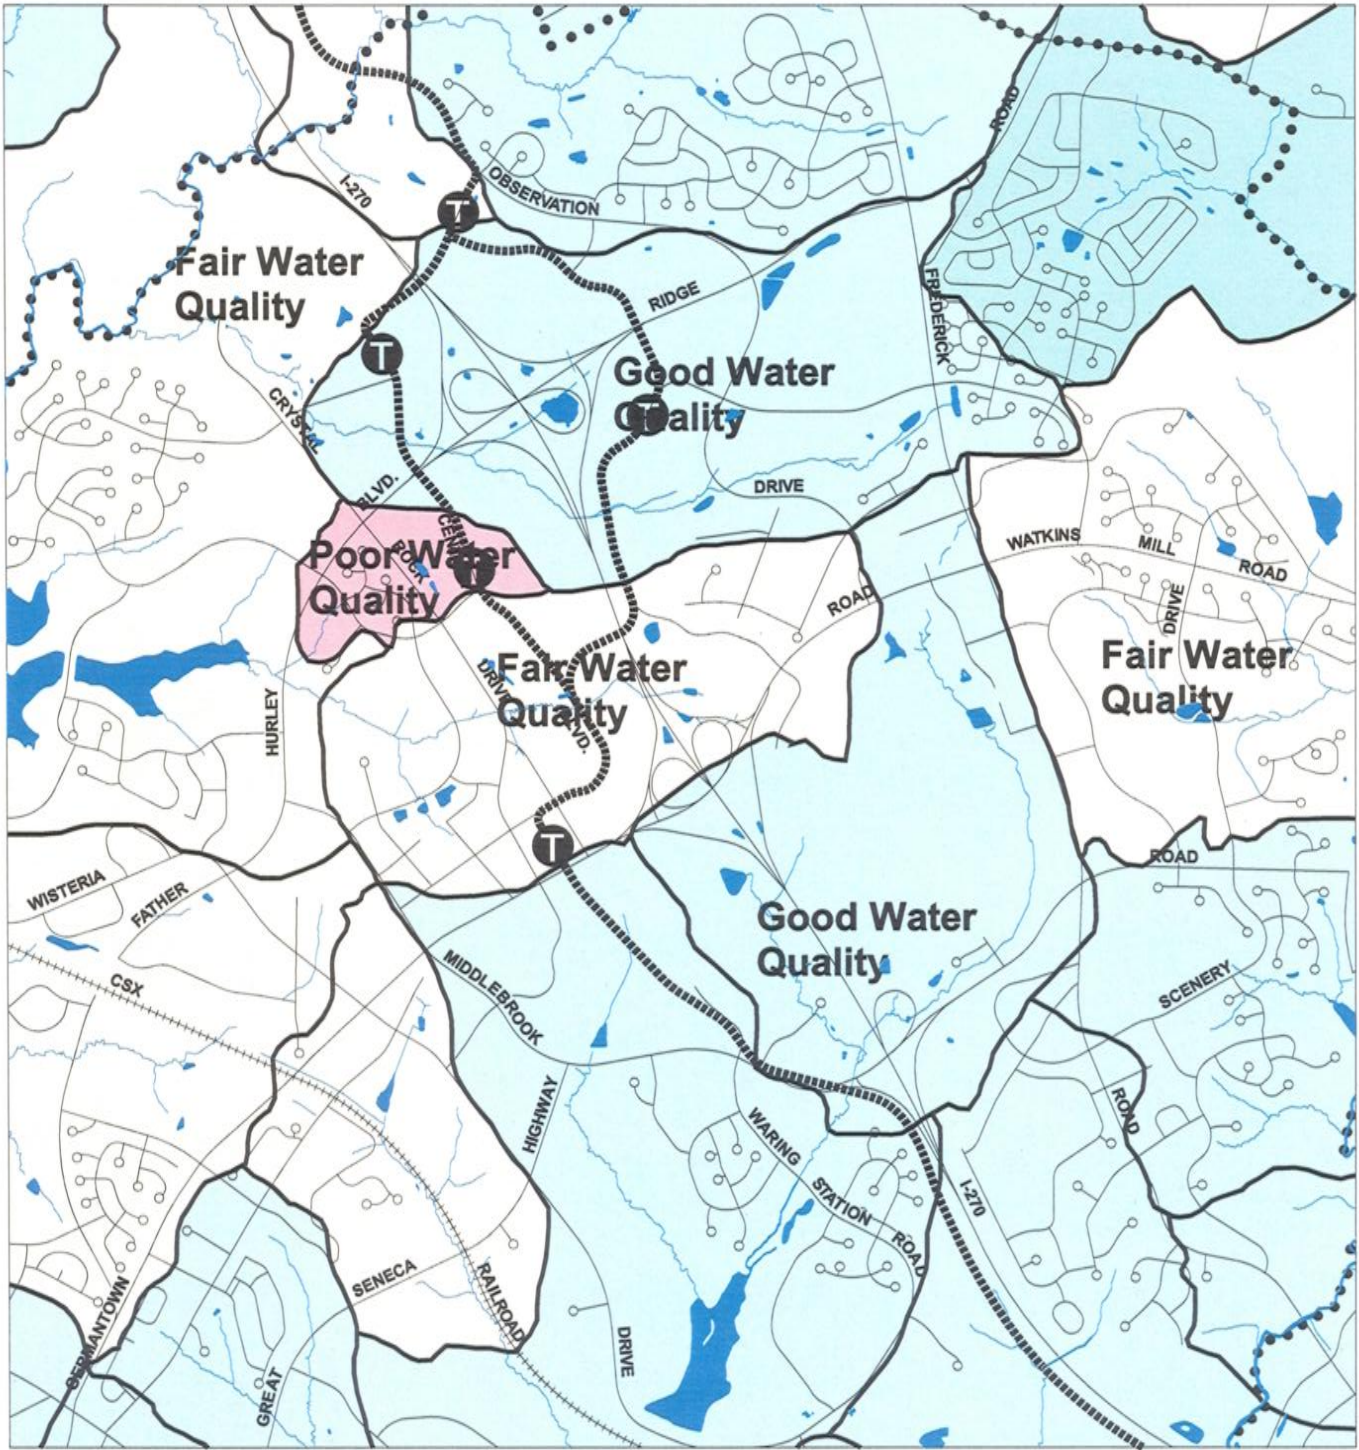 ROAD
I-270
OBSERVATION
T
Fair Water
Quality
RIDGE
FREDERICK
T
Good Water
Quality
T
CRYSTAL
BLVD.
DRIVE
WATKINS
MILL
ROAD
Poor Water
Quality
ROCK
T
ROAD
DRIVE
Fair Water
Quality
Fair Water
Quality
DRIVE
BLVD.
HURLEY
T
ROAD
WISTERIA
FATHER
Good Water
Quality
CSX
MIDDLEBROOK
SCENERY
HIGHWAY
WARING
STATION
ROAD
ROAD
I-270
SENECA
RAILROAD
GERMANTOWN
GREAT
DRIVE